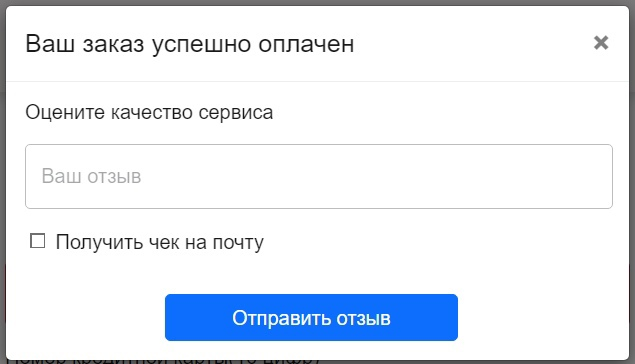 Ваш заказ успешно оплачен
×
Оцените качество сервиса
Ваш отзыв
Получить чек на почту
Отправить отзыв